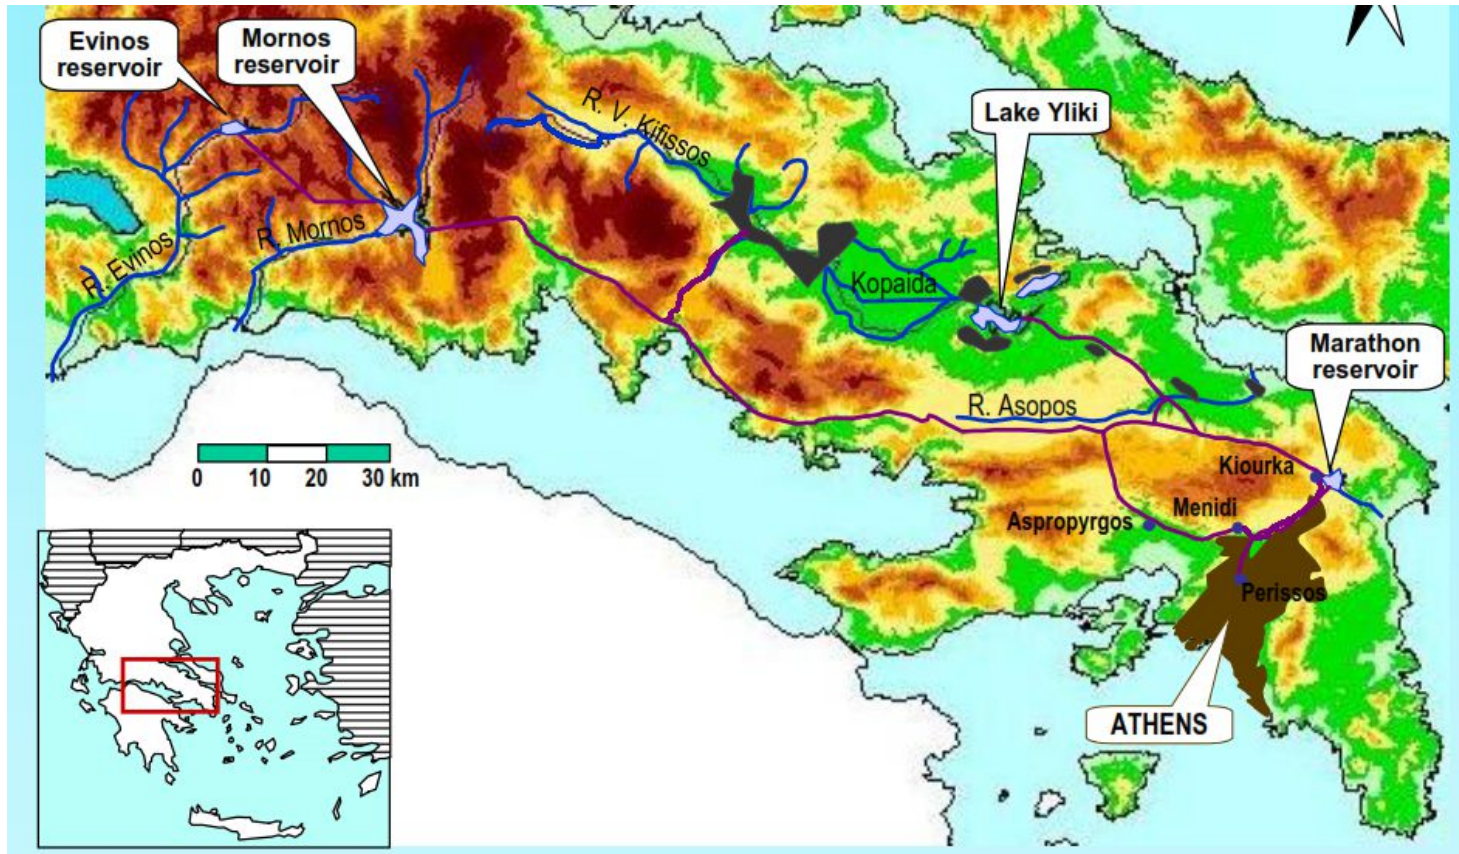 Evinos
reservoir
Mornos
reservoir
R. V. Kifissos
Lake Yliki
R. Evinos
R. Mornos
Kopaida
Marathon
reservoir
R. Asopos
0 10 20 30 km
Kiourka
Menidi
Aspropyrgos
Perissos
ATHENS